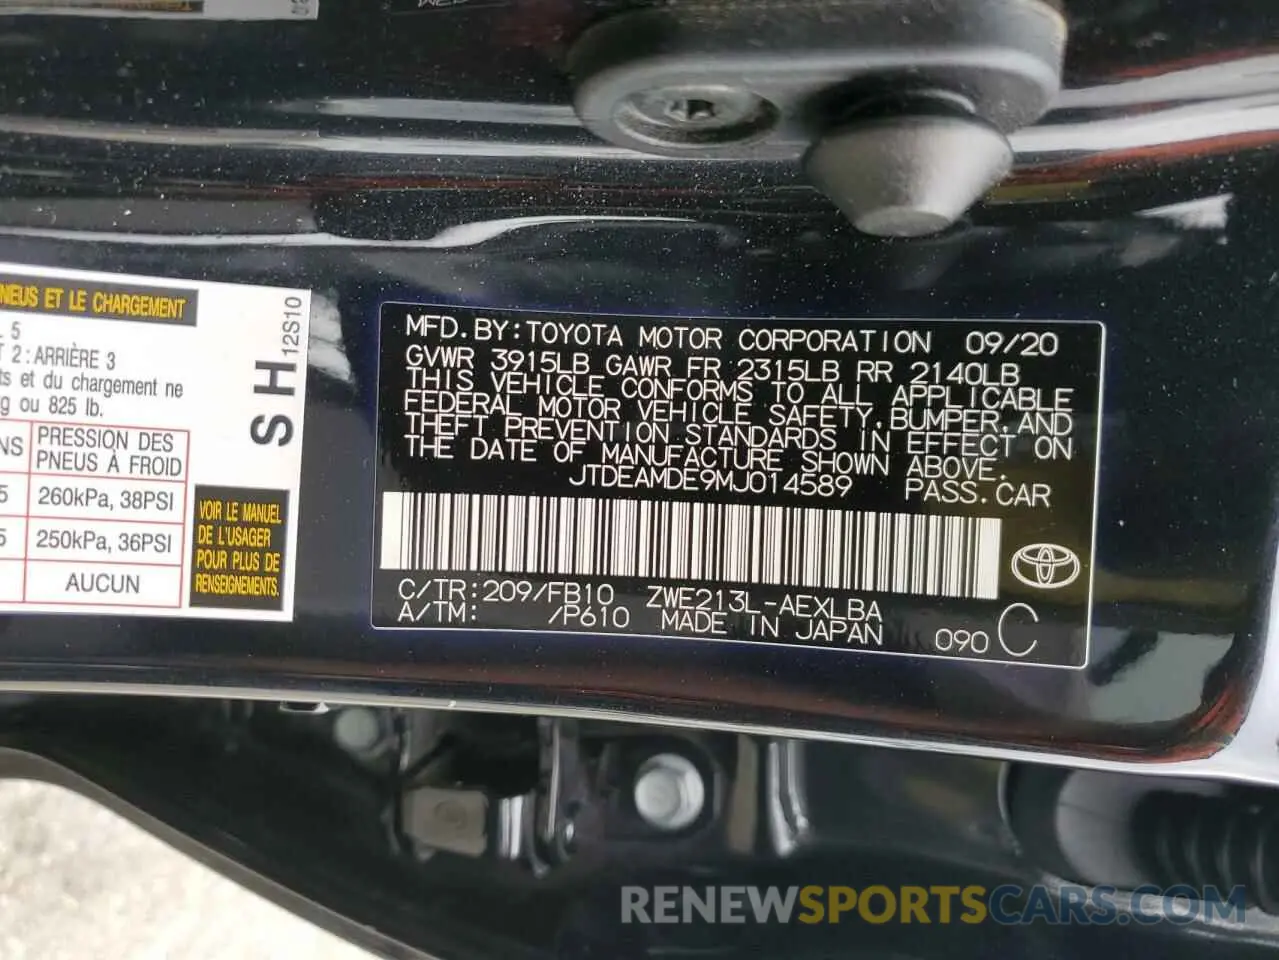 NEUS ET LE CHARGEMENT
5
2 : ARRIÈRE 3
ts et du chargement ne
g ou 825 lb.
NS
PRESSION DES
PNEUS À FROID
5
260kPa, 38PSI
5
250kPa, 36PSI
AUCUN
SH
12S10
VOIR LE MANUEL
DE L'USAGER
POUR PLUS DE
RENSEIGNEMENTS.
MFD.BY:TOYOTA MOTOR CORPORATION 09/20
GVWR 3915LB GAWR FR 2315LB RR 2140LB
THIS VEHICLE CONFORMS TO ALL APPLICABLE
FEDERAL MOTOR VEHICLE SAFETY, BUMPER, AND
THEFT PREVENTION STANDARDS IN EFFECT ON
THE DATE OF MANUFACTURE SHOWN ABOVE.
JTDEAMDE9MJ014589 PASS.CAR
C/TR:209/FB10 ZWE213L-AEXLBA
A/TM: /P610 MADE IN JAPAN 090 C
RENEWSPORTSCARS.COM